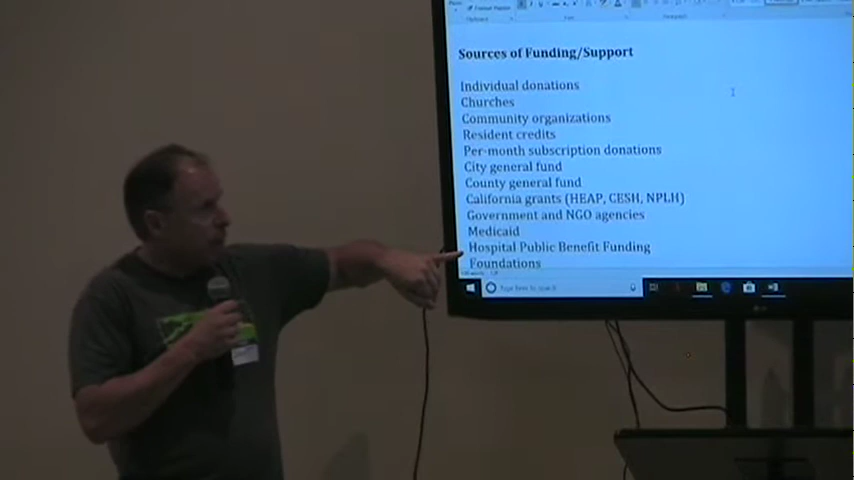 Sources of Funding/Support
Individual donations
Churches
Community organizations
Resident credits
Per-month subscription donations
City general fund
County general fund
California grants (HEAP, CESH, NPLH)
Government and NGO agencies
Medicaid
Hospital Public Benefit Funding
Foundations
Type here to search
LG